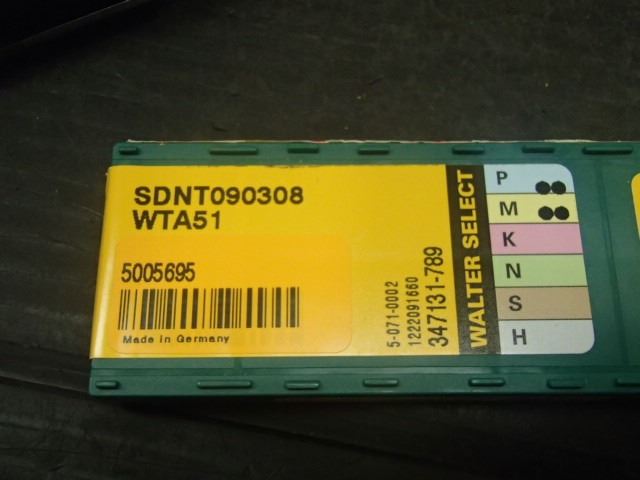 SDNT090308
WTA51
5005695
Made in Germany
5-071-0002
1222091660
347131-789
WALTER SELECT
P
M
K
N
S
H